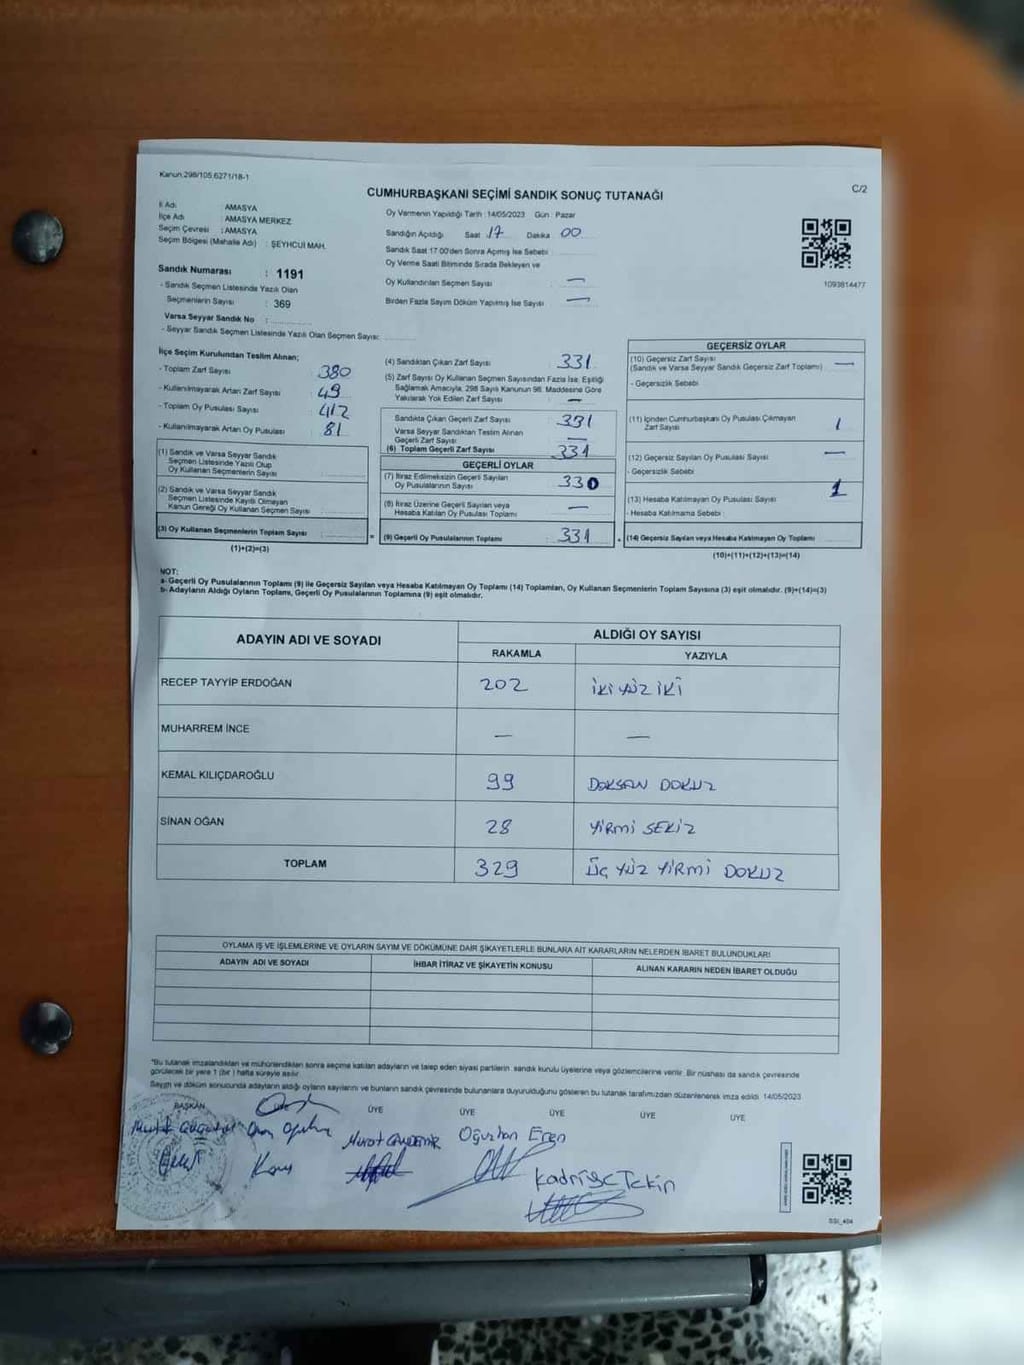 Kanun:298/105,6271/18-1
CUMHURBAŞKANI SEÇİMİ SANDIK SONUÇ TUTANAĞI
C/2
İl Adı : AMASYA
İlçe Adı : AMASYA MERKEZ
Seçim Çevresi : AMASYA
Seçim Bölgesi (Mahalle Adı) : ŞEYHCUİ MAH.
Oy Vermenin Yapıldığı Tarih :14/05/2023 Gün : Pazar
Sandığın Açıldığı Saat 17 Dakika 00
Sandık Saat 17:00'den Sonra Açılmış İse Sebebi :
Oy Verme Saati Bitiminde Sırada Bekleyen ve
Oy Kullandırılan Seçmen Sayısı : —
Birden Fazla Sayım Döküm Yapılmış İse Sayısı : —
1093814477
Sandık Numarası : 1191
- Sandık Seçmen Listesinde Yazılı Olan
Seçmenlerin Sayısı : 369
Varsa Seyyar Sandık No :
- Seyyar Sandık Seçmen Listesinde Yazılı Olan Seçmen Sayısı:
İlçe Seçim Kurulundan Teslim Alınan;
- Toplam Zarf Sayısı : 380
- Kullanılmayarak Artan Zarf Sayısı : 49
- Toplam Oy Pusulası Sayısı : 412
- Kullanılmayarak Artan Oy Pusulası : 81
(1) Sandık ve Varsa Seyyar Sandık
Seçmen Listesinde Yazılı Olup
Oy Kullanan Seçmenlerin Sayısı :
(2) Sandık ve Varsa Seyyar Sandık
Seçmen Listesinde Kayıtlı Olmayan
Kanun Gereği Oy Kullanan Seçmen Sayısı :
(3) Oy Kullanan Seçmenlerin Toplam Sayısı :
(1)+(2)=(3)
(4) Sandıktan Çıkan Zarf Sayısı : 331
(5) Zarf Sayısı Oy Kullanan Seçmen Sayısından Fazla İse, Eşitliği
Sağlamak Amacıyla, 298 Sayılı Kanunun 98. Maddesine Göre
Yakılarak Yok Edilen Zarf Sayısı : —
Sandıkta Çıkan Geçerli Zarf Sayısı : 331
Varsa Seyyar Sandıktan Teslim Alınan
Geçerli Zarf Sayısı : —
(6) Toplam Geçerli Zarf Sayısı : 331
GEÇERLİ OYLAR
(7) İtiraz Edilmeksizin Geçerli Sayılan
Oy Pusulalarının Sayısı : 330
(8) İtiraz Üzerine Geçerli Sayılan veya
Hesaba Katılan Oy Pusulası Toplamı : —
(9) Geçerli Oy Pusulalarının Toplamı : 331
GEÇERSİZ OYLAR
(10) Geçersiz Zarf Sayısı
(Sandık ve Varsa Seyyar Sandık Geçersiz Zarf Toplamı) : —
- Geçersizlik Sebebi :
(11) İçinden Cumhurbaşkanı Oy Pusulası Çıkmayan
Zarf Sayısı : 1
(12) Geçersiz Sayılan Oy Pusulası Sayısı : —
- Geçersizlik Sebebi :
(13) Hesaba Katılmayan Oy Pusulası Sayısı : 1
- Hesaba Katılmama Sebebi :
(14) Geçersiz Sayılan veya Hesaba Katılmayan Oy Toplamı :
(10)+(11)+(12)+(13)=(14)
NOT:
a- Geçerli Oy Pusulalarının Toplamı (9) ile Geçersiz Sayılan veya Hesaba Katılmayan Oy Toplamı (14) Toplamları, Oy Kullanan Seçmenlerin Toplam Sayısına (3) eşit olmalıdır. (9)+(14)=(3)
b- Adayların Aldığı Oyların Toplamı, Geçerli Oy Pusulalarının Toplamına (9) eşit olmalıdır.
ADAYIN ADI VE SOYADI ALDIĞI OY SAYISI
RAKAMLA YAZIYLA
RECEP TAYYİP ERDOĞAN 202 İKİ YÜZ İKİ
MUHARREM İNCE — —
KEMAL KILIÇDAROĞLU 99 DOKSAN DOKUZ
SİNAN OĞAN 28 YİRMİ SEKİZ
TOPLAM 329 ÜÇ YÜZ YİRMİ DOKUZ
OYLAMA İŞ VE İŞLEMLERİNE VE OYLARIN SAYIM VE DÖKÜMÜNE DAİR ŞİKAYETLERLE BUNLARA AİT KARARLARIN NELERDEN İBARET BULUNDUKLARI
ADAYIN ADI VE SOYADI İHBAR İTİRAZ VE ŞİKAYETİN KONUSU ALINAN KARARIN NEDEN İBARET OLDUĞU
*Bu tutanak imzalandıktan ve mühürlendikten sonra seçime katılan adayların ve talep eden siyasi partilerin sandık kurulu üyelerine veya gözlemcilerine verilir. Bir nüshası da sandık çevresinde
görülecek bir yere 1 (bir) hafta süreyle asılır.
Sayım ve döküm sonucunda adayların aldığı oyların sayılarını ve bunların sandık çevresinde bulunanlara duyurulduğunu gösteren bu tutanak tarafımızdan düzenlenerek imza edildi. 14/05/2023
BAŞKAN ÜYE ÜYE ÜYE ÜYE ÜYE
Murat Oğuzhan Eren
Kadriye Tekin
SSI_404